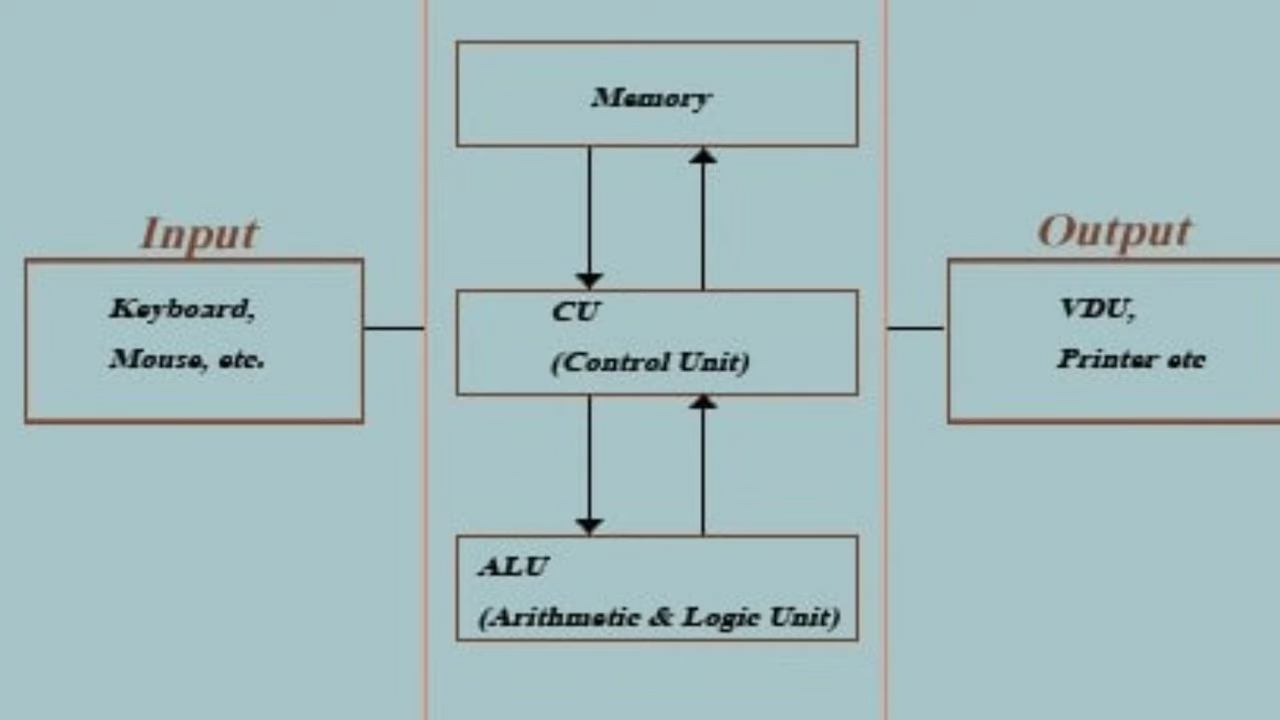 Memory
Input
Keyboard,
Mouse, etc.
CU
(Control Unit)
Output
VDU,
Printer etc
ALU
(Arithmetic & Logic Unit)